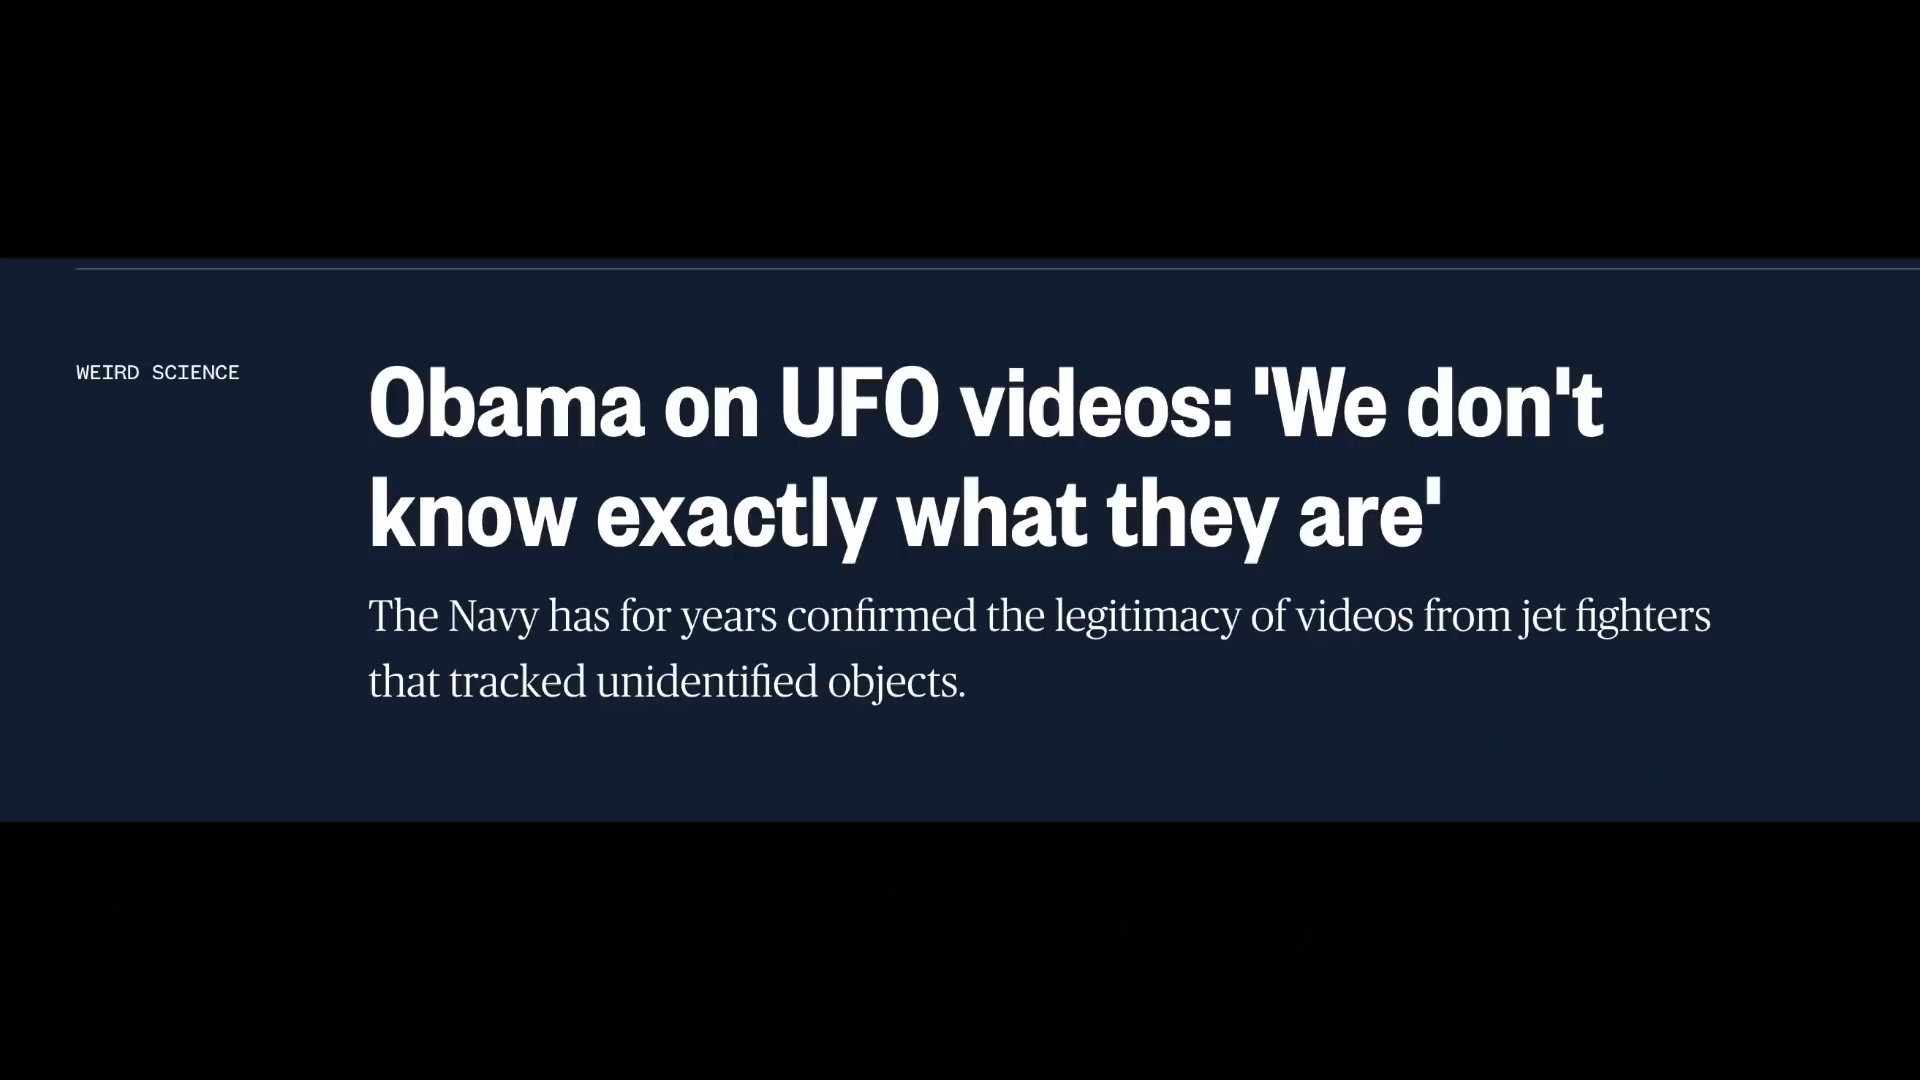 WEIRD SCIENCE
Obama on UFO videos: 'We don't
know exactly what they are'
The Navy has for years confirmed the legitimacy of videos from jet fighters
that tracked unidentified objects.